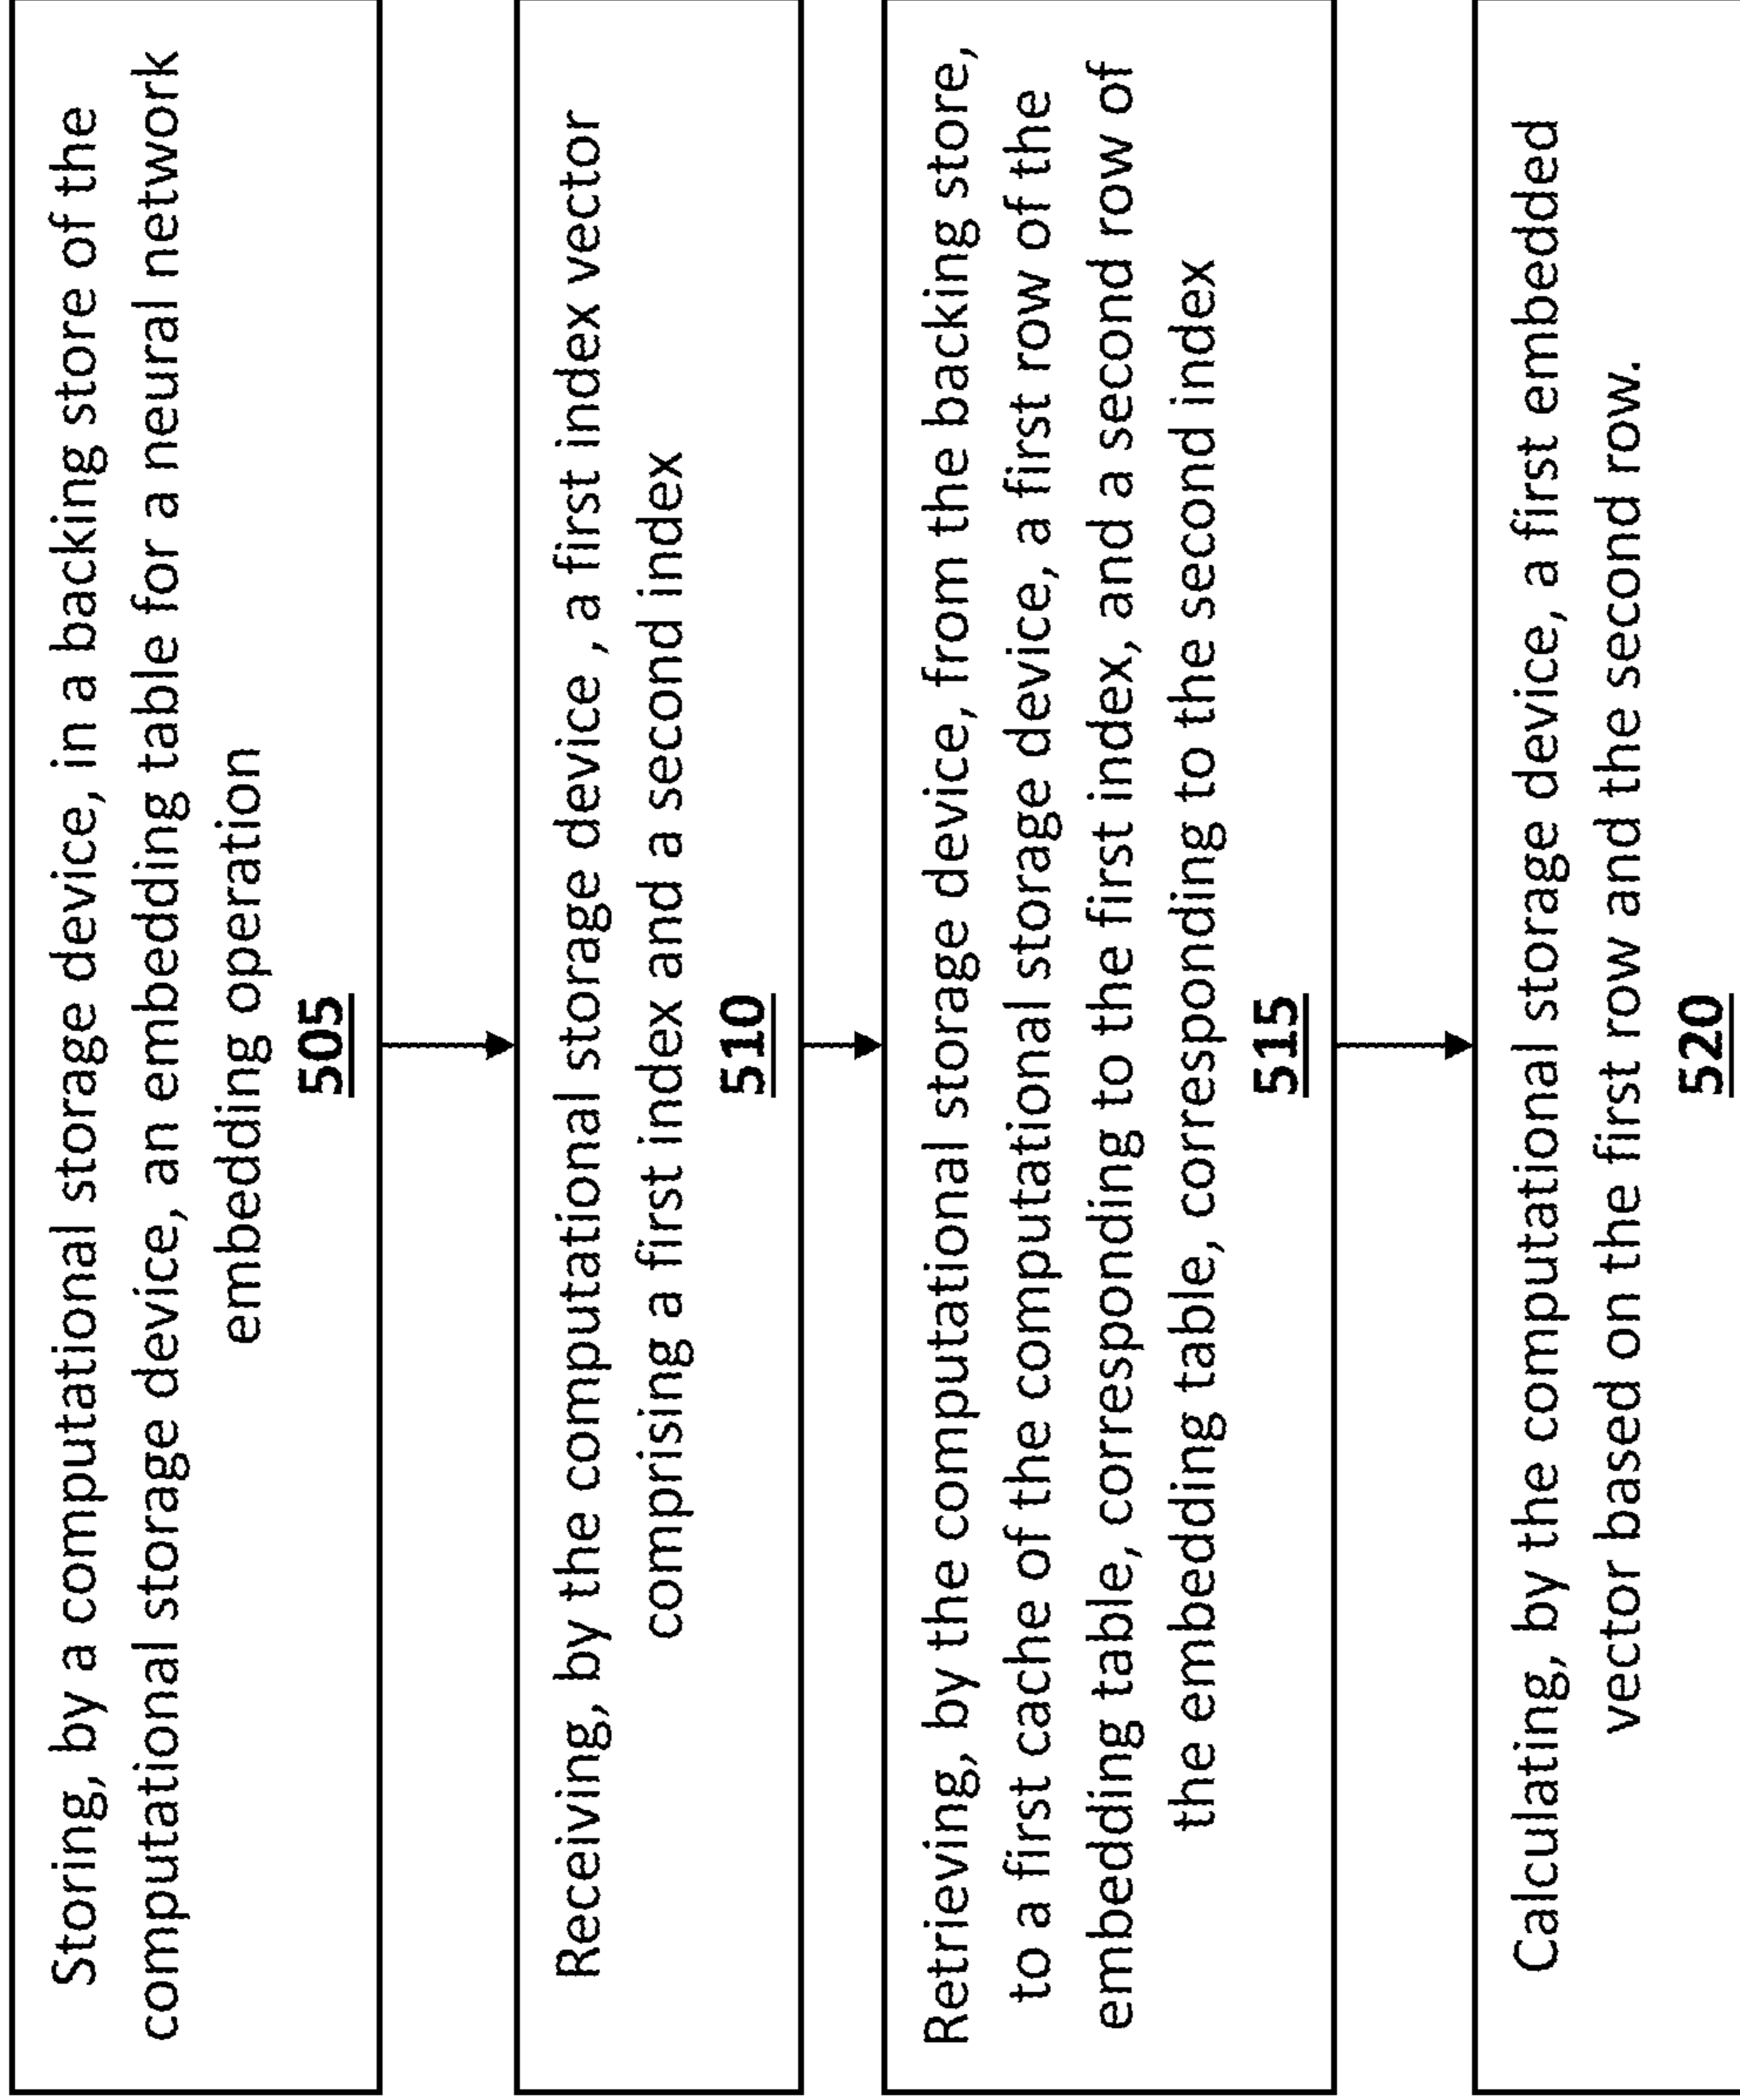 Storing, by a computational storage device, in a backing store of the
computational storage device, an embedding table for a neural network
embedding operation
505
Receiving, by the computational storage device , a first index vector
comprising a first index and a second index
510
Retrieving, by the computational storage device, from the backing store,
to a first cache of the computational storage device, a first row of the
embedding table, corresponding to the first index, and a second row of
the embedding table, corresponding to the second index
515
Calculating, by the computational storage device, a first embedded
vector based on the first row and the second row.
520